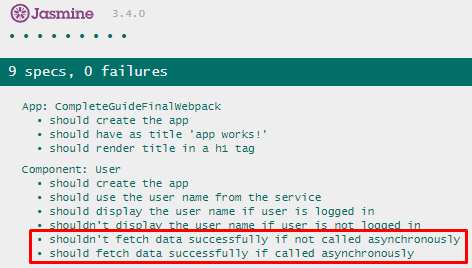 Jasmine 3.4.0
9 specs, 0 failures
App: CompleteGuideFinalWebpack
• should create the app
• should have as title 'app works!'
• should render title in a h1 tag
Component: User
• should create the app
• should use the user name from the service
• should display the user name if user is logged in
• shouldn't display the user name if user is not logged in
• shouldn't fetch data successfully if not called asynchronously
• should fetch data successfully if called asynchronously